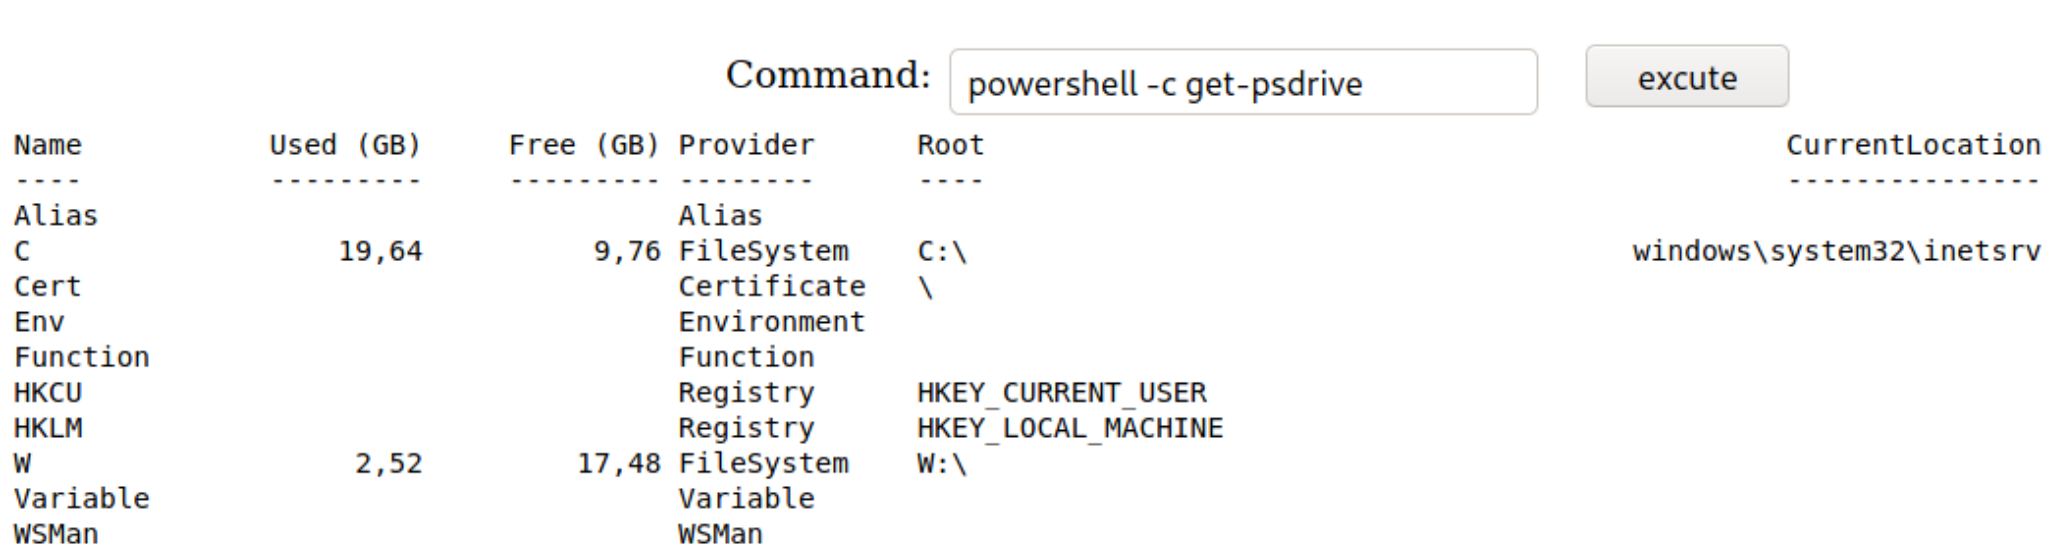 Command: powershell -c get-psdrive excute
Name Used (GB) Free (GB) Provider Root CurrentLocation
---- --------- --------- -------- ---- ---------------
Alias Alias
C 19,64 9,76 FileSystem C:\ windows\system32\inetsrv
Cert Certificate \
Env Environment
Function Function
HKCU Registry HKEY_CURRENT_USER
HKLM Registry HKEY_LOCAL_MACHINE
W 2,52 17,48 FileSystem W:\
Variable Variable
WSMan WSMan